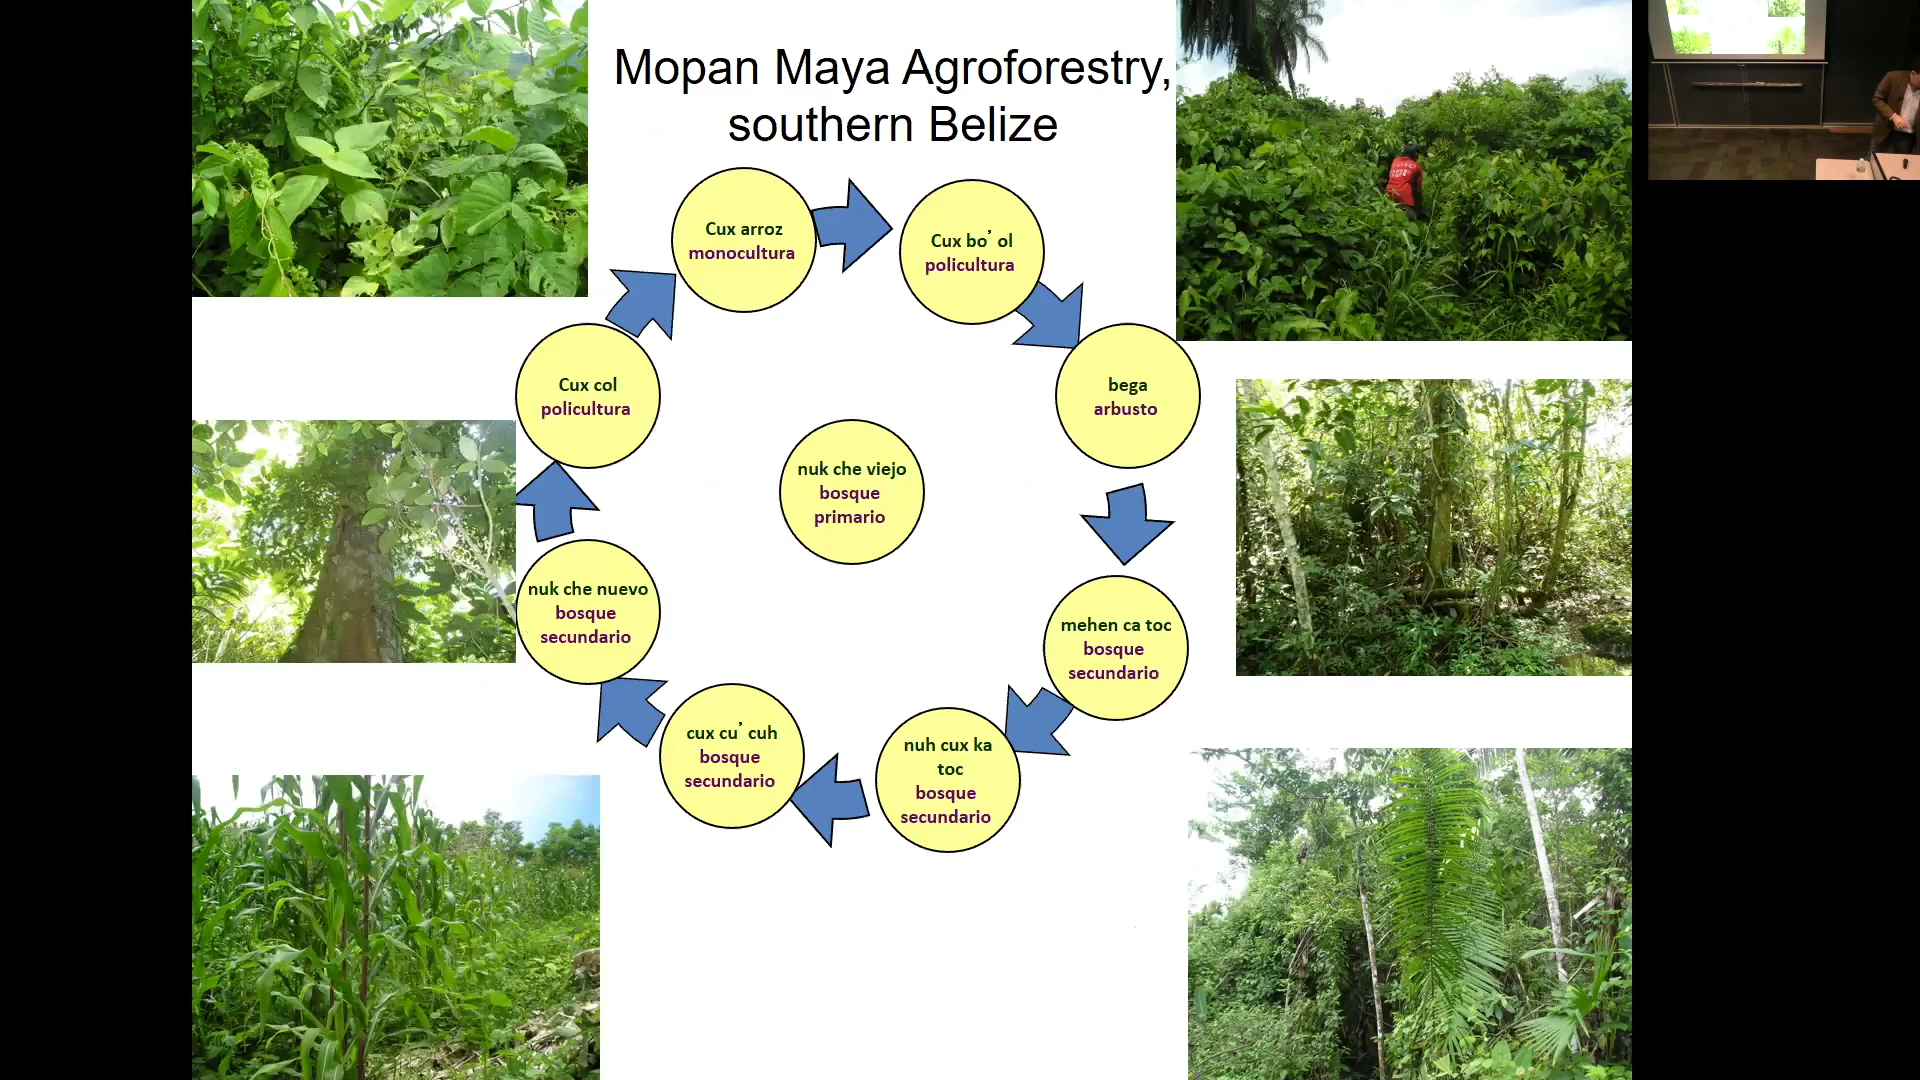 Mopan Maya Agroforestry,
southern Belize
Cux arroz
monocultura
Cux bo’ol
policultura
bega
arbusto
mehen ca toc
bosque
secundario
nuh cux ka
toc
bosque
secundario
cux cu’cuh
bosque
secundario
nuk che nuevo
bosque
secundario
Cux col
policultura
nuk che viejo
bosque
primario